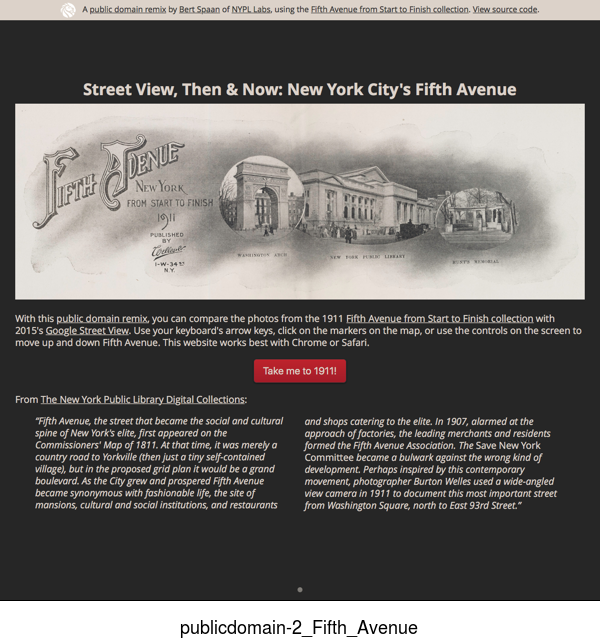 A public domain remix by Bert Spaan of NYPL Labs, using the Fifth Avenue from Start to Finish collection. View source code.
Street View, Then & Now: New York City's Fifth Avenue
FIFTH AVENUE
NEW YORK
FROM START TO FINISH
1911
PUBLISHED
BY
1-W-34 ST
N.Y.
WASHINGTON ARCH
NEW YORK PUBLIC LIBRARY
HUNT'S MEMORIAL
With this public domain remix, you can compare the photos from the 1911 Fifth Avenue from Start to Finish collection with
2015's Google Street View. Use your keyboard's arrow keys, click on the markers on the map, or use the controls on the screen to
move up and down Fifth Avenue. This website works best with Chrome or Safari.
Take me to 1911!
From The New York Public Library Digital Collections:
“Fifth Avenue, the street that became the social and cultural
spine of New York's elite, first appeared on the
Commissioners' Map of 1811. At that time, it was merely a
country road to Yorkville (then just a tiny self-contained
village), but in the proposed grid plan it would be a grand
boulevard. As the City grew and prospered Fifth Avenue
became synonymous with fashionable life, the site of
mansions, cultural and social institutions, and restaurants
and shops catering to the elite. In 1907, alarmed at the
approach of factories, the leading merchants and residents
formed the Fifth Avenue Association. The Save New York
Committee became a bulwark against the wrong kind of
development. Perhaps inspired by this contemporary
movement, photographer Burton Welles used a wide-angled
view camera in 1911 to document this most important street
from Washington Square, north to East 93rd Street.”
publicdomain-2_Fifth_Avenue